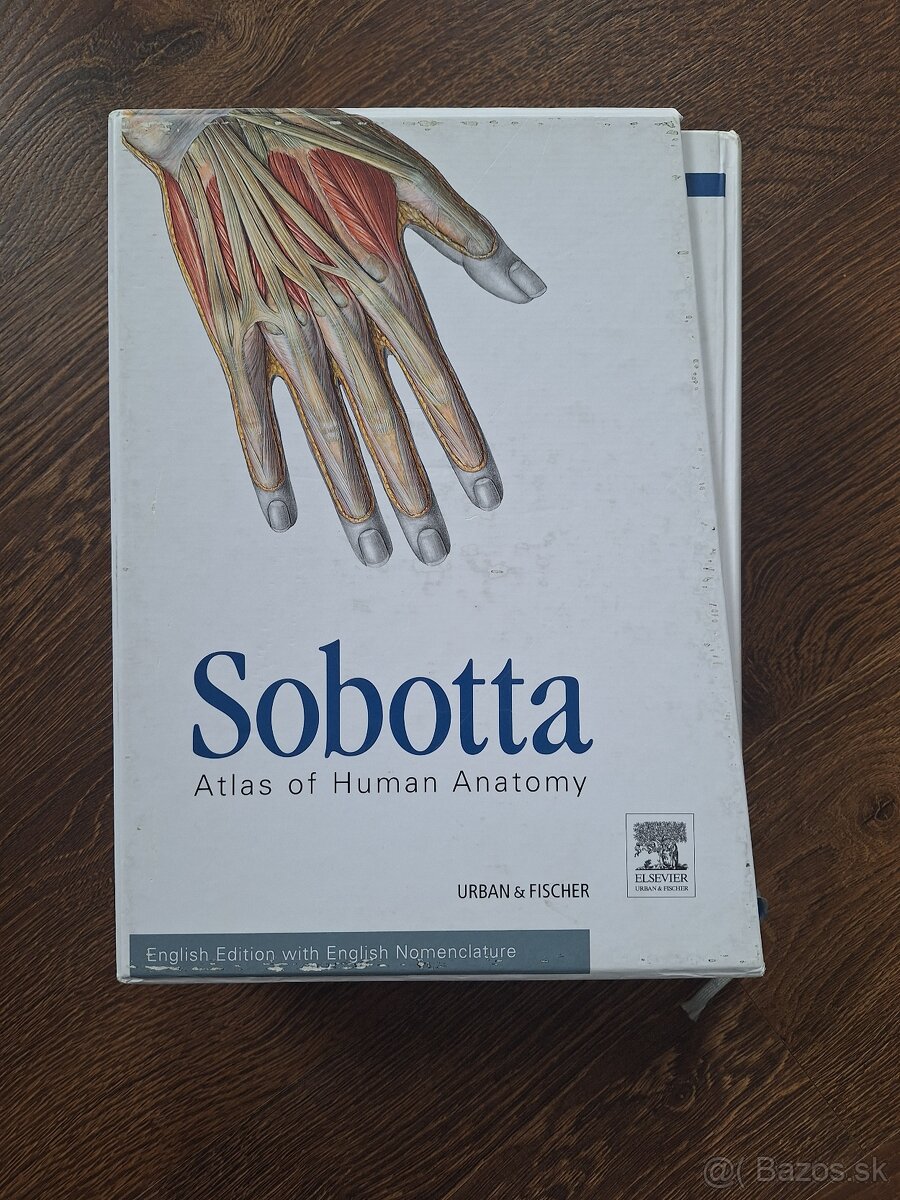 Sobotta
Atlas of Human Anatomy
ELSEVIER
URBAN & FISCHER
URBAN & FISCHER
English Edition with English Nomenclature
@( Bazos.sk